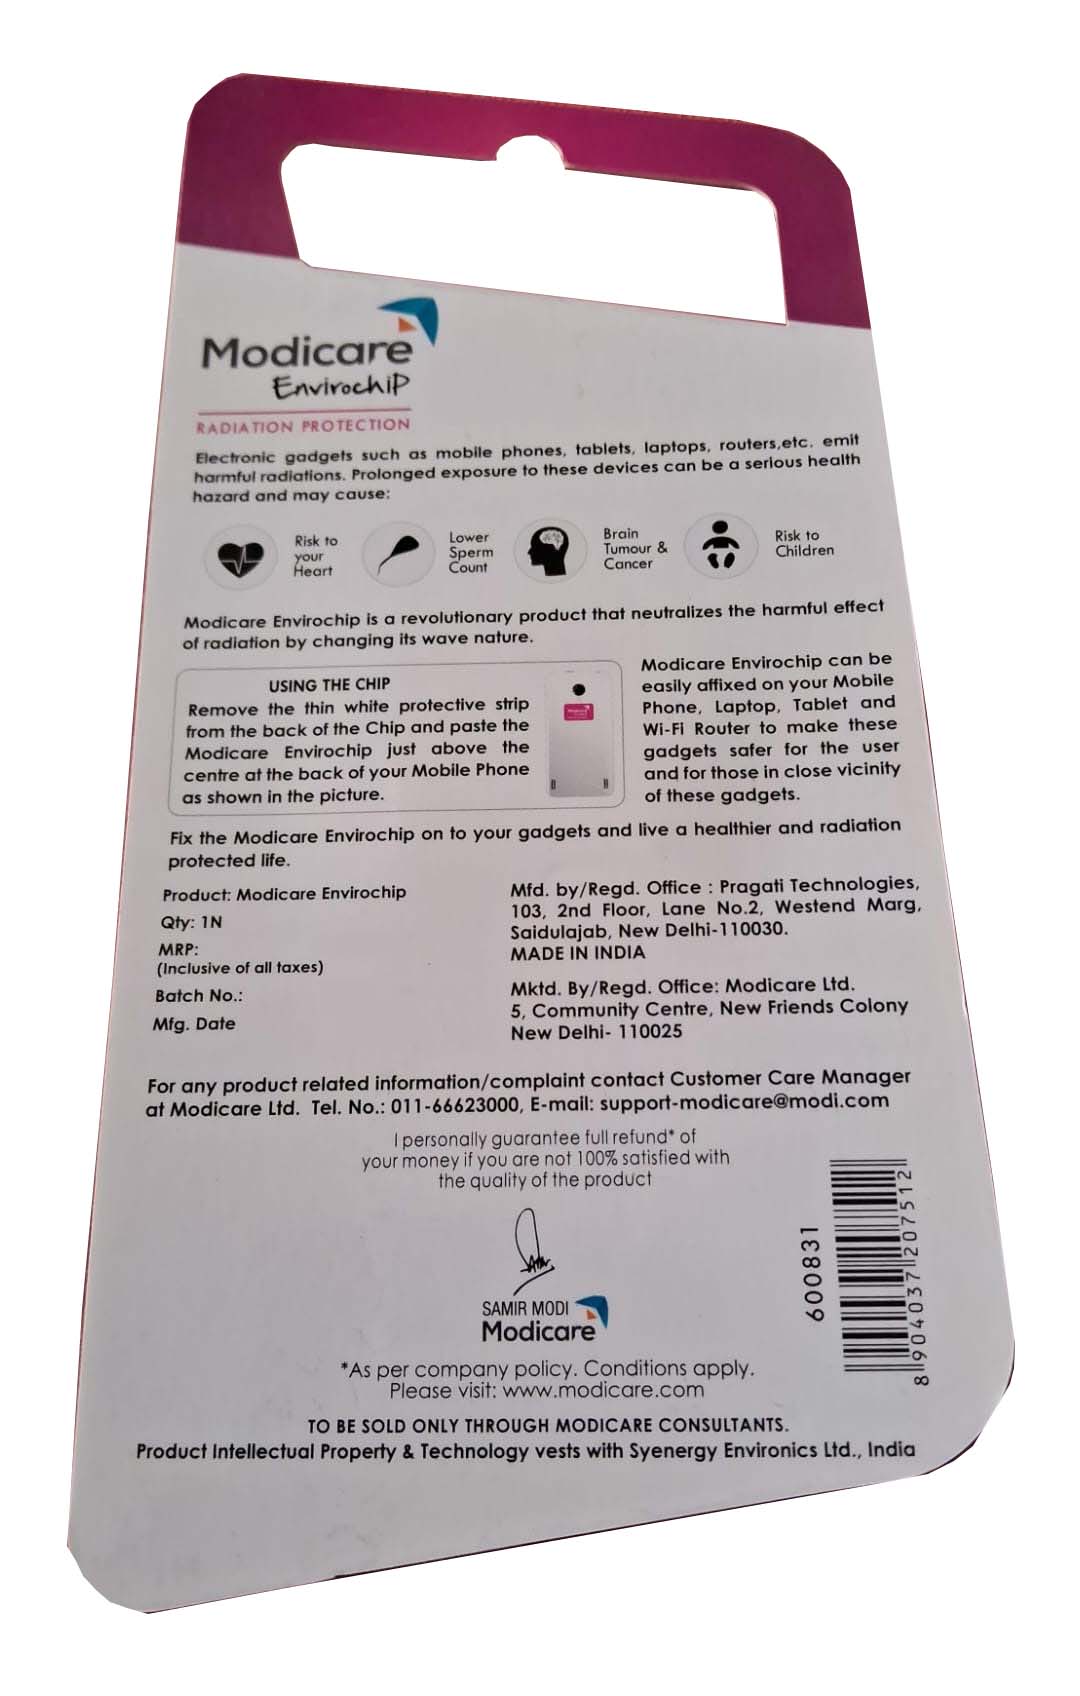 Modicare
EnvirochiP
RADIATION PROTECTION
Electronic gadgets such as mobile phones, tablets, laptops, routers,etc. emit
harmful radiations. Prolonged exposure to these devices can be a serious health
hazard and may cause:
Risk to
your
Heart
Lower
Sperm
Count
Brain
Tumour &
Cancer
Risk to
Children
Modicare Envirochip is a revolutionary product that neutralizes the harmful effect
of radiation by changing its wave nature.
USING THE CHIP
Remove the thin white protective strip
from the back of the Chip and paste the
Modicare Envirochip just above the
centre at the back of your Mobile Phone
as shown in the picture.
Modicare
Modicare Envirochip can be
easily affixed on your Mobile
Phone, Laptop, Tablet and
Wi-Fi Router to make these
gadgets safer for the user
and for those in close vicinity
of these gadgets.
Fix the Modicare Envirochip on to your gadgets and live a healthier and radiation
protected life.
Product: Modicare Envirochip
Qty: 1N
MRP:
(Inclusive of all taxes)
Batch No.:
Mfg. Date
Mfd. by/Regd. Office : Pragati Technologies,
103, 2nd Floor, Lane No.2, Westend Marg,
Saidulajab, New Delhi-110030.
MADE IN INDIA
Mktd. By/Regd. Office: Modicare Ltd.
5, Community Centre, New Friends Colony
New Delhi- 110025
For any product related information/complaint contact Customer Care Manager
at Modicare Ltd. Tel. No.: 011-66623000, E-mail: support-modicare@modi.com
I personally guarantee full refund* of
your money if you are not 100% satisfied with
the quality of the product
SAMIR MODI
Modicare
600831
8 904037 207512
*As per company policy. Conditions apply.
Please visit: www.modicare.com
TO BE SOLD ONLY THROUGH MODICARE CONSULTANTS.
Product Intellectual Property & Technology vests with Syenergy Environics Ltd., India